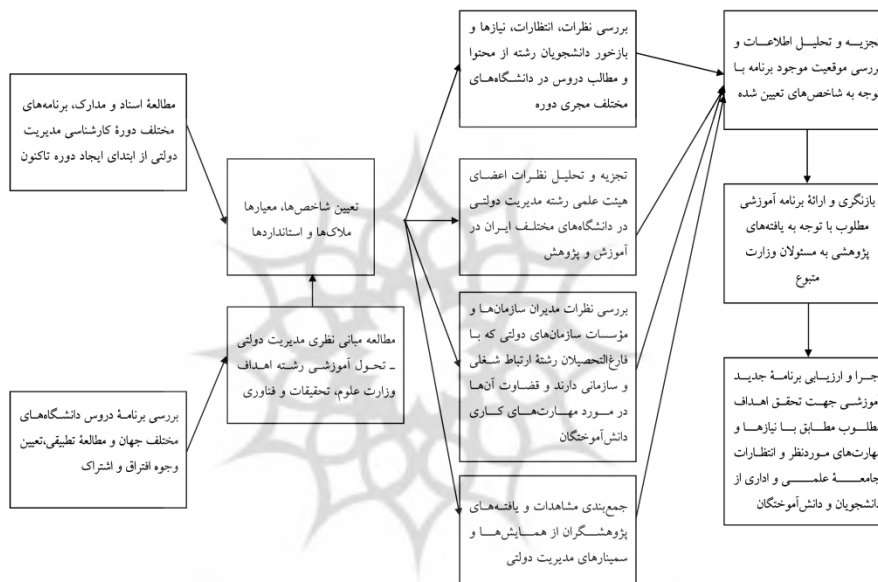 مطالعۀ اسناد و مدارک، برنامه‌های
مختلف دورۀ کارشناسی مدیریت
دولتی از ابتدای ایجاد دوره تاکنون
بررسی برنامۀ دروس دانشگاه‌های
مختلف جهان و مطالعۀ تطبیقی،تعیین
وجوه افتراق و اشتراک
تعیین شاخص‌ها، معیارها
ملاک‌ها و استانداردها
مطالعه مبانی نظری مدیریت دولتی
ـ تحول آموزشی رشته اهداف
وزارت علوم، تحقیقات و فناوری
بررسی نظرات، انتظارات، نیازها و
بازخور دانشجویان رشته از محتوا
و مطالب دروس در دانشگاه‌های
مختلف مجری دوره
تجزیه و تحلیل نظرات اعضای
هیئت علمی رشته مدیریت دولتی
در دانشگاه‌های مختلف ایران در
آموزش و پژوهش
بررسی نظرات مدیران سازمان‌ها و
مؤسسات سازمان‌های دولتی که با
فارغ‌التحصیلان رشتۀ ارتباط شغلی
و سازمانی دارند و قضاوت آن‌ها
در مورد مهارت‌های کاری
دانش‌آموختگان
جمع‌بندی مشاهدات و یافته‌های
پژوهشگران از همایش‌ها و
سمینارهای مدیریت دولتی
تجزیه و تحلیل اطلاعات و
بررسی موقعیت موجود برنامه با
توجه به شاخص‌های تعیین شده
بازنگری و ارائۀ برنامه آموزشی
مطلوب با توجه به یافته‌های
پژوهشی به مسئولان وزارت
متبوع
اجرا و ارزیابی برنامۀ جدید
آموزشی جهت تحقق اهداف
مطلوب مطابق با نیازها و
مهارت‌های موردنظر و انتظارات
جامعۀ علمی و اداری از
دانشجویان و دانش‌آموختگان